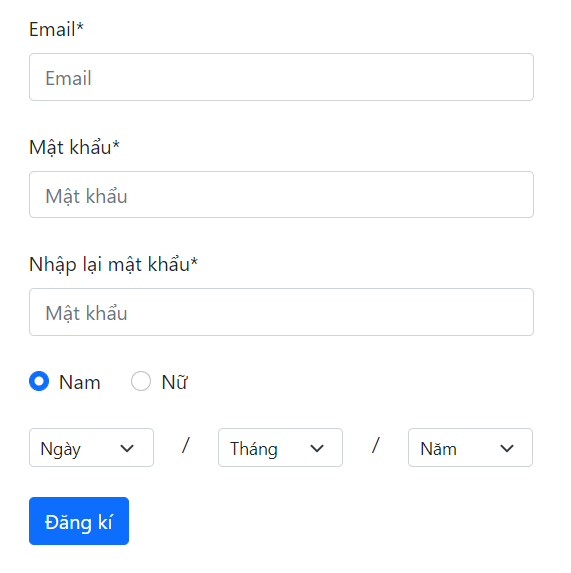 Email*
Email
Mật khẩu*
Mật khẩu
Nhập lại mật khẩu*
Mật khẩu
Nam Nữ
Ngày / Tháng / Năm
Đăng kí